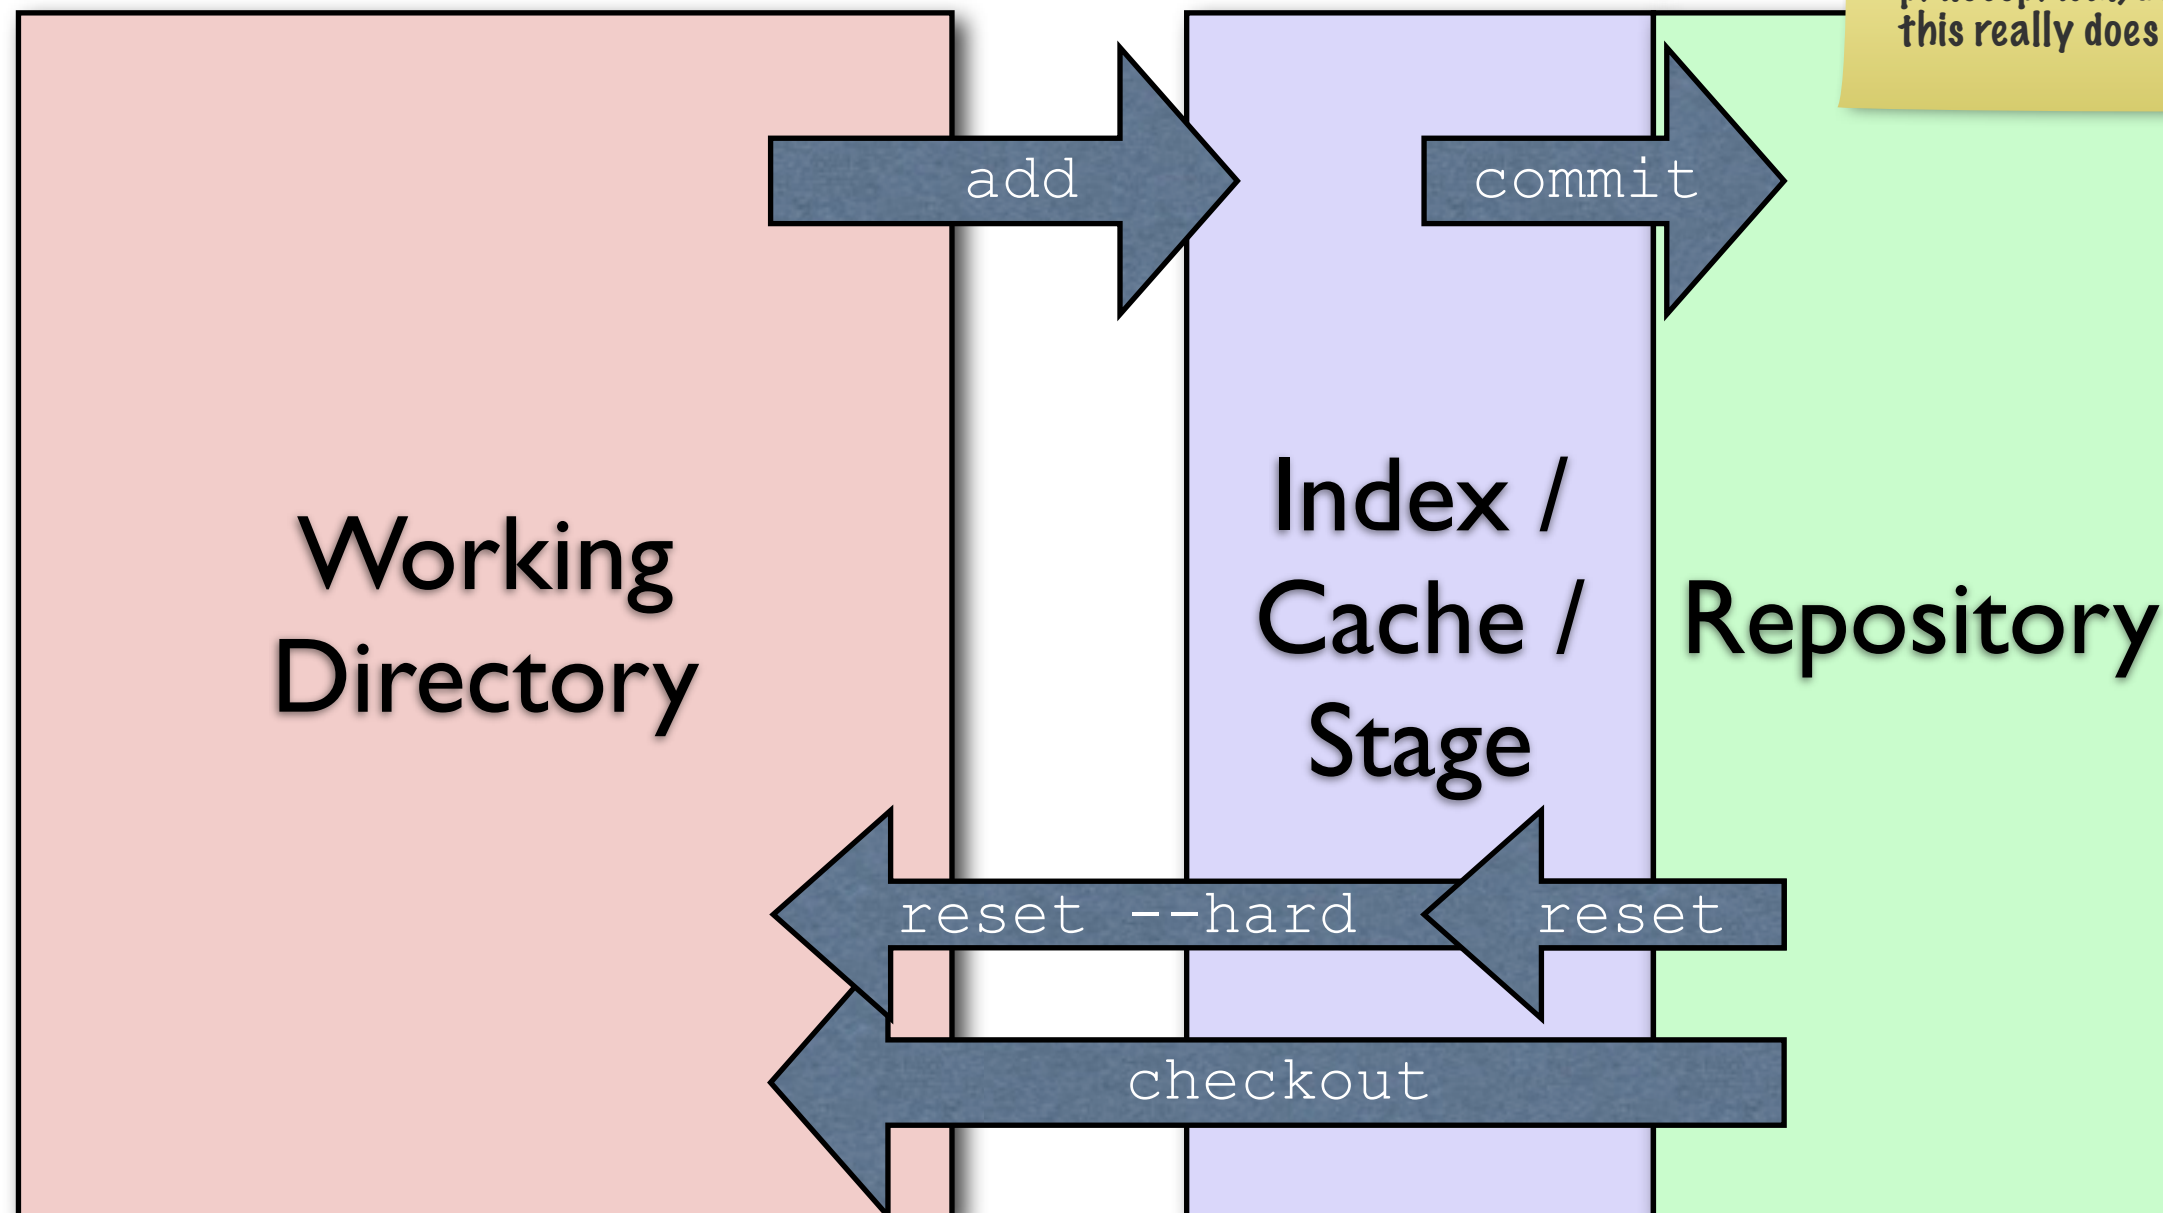 this really does
add
commit
Working
Directory
Index /
Cache /
Stage
Repository
reset --hard
reset
checkout